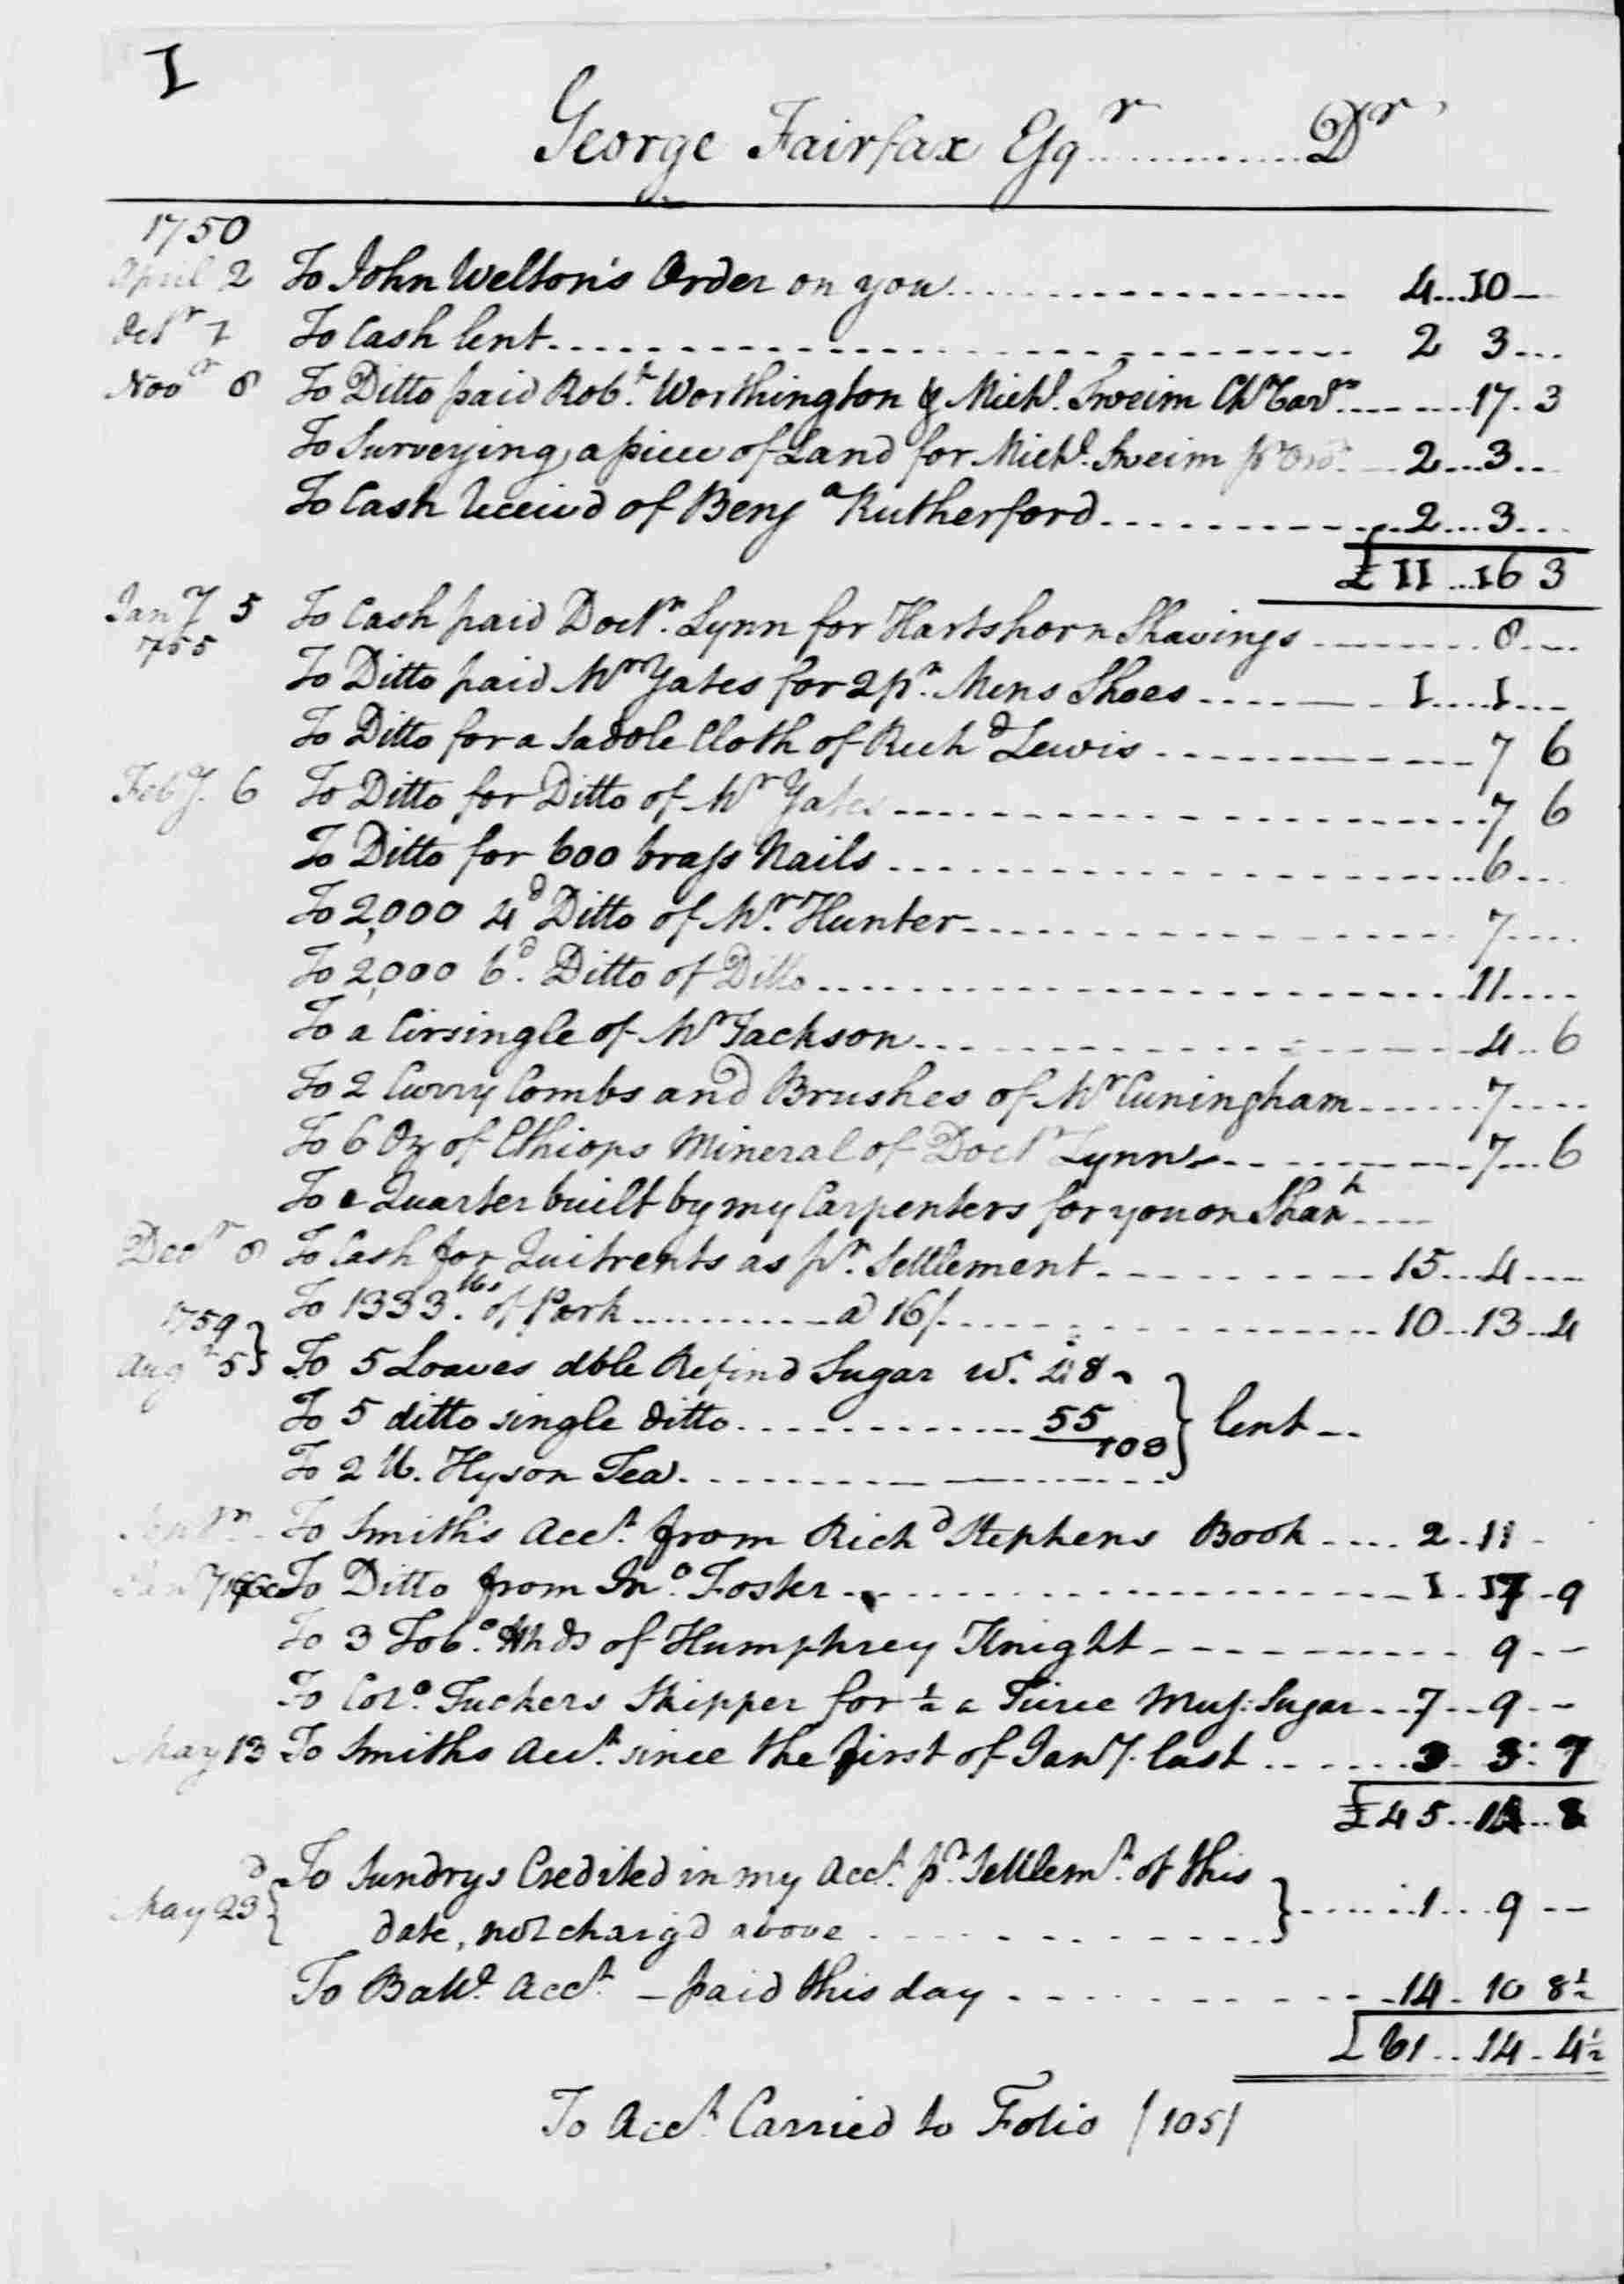 1
George Fairfax Esqr ............. Dr
1750
April 2 To John Welton's Order on you ........ 4 .. 10 —
Octr 7 To Cash lent ........ 2 3 ...
Novr 8 To Ditto paid Robt. Worthington & Michl. Sweim ........ 17 . 3
To Surveying a piece of Land for Michl. Sweim pr Ordr. 2 ... 3 ...
To Cash Receivd of Benja Rutherford ........ 2 ... 3 ...
£ 11 ... 16 3
Jany 5 To Cash paid Doctr. Lynn for Hartshorn Shavings ........ 8 ...
1755
To Ditto paid Mr Yates for 2 pr. Mens Shoes ........ 1 .... 1 ...
To Ditto for a Saddle Cloth of Richd Lewis ........ 7 6
Feby. 6 To Ditto for Ditto of Mr Yates ........ 7 6
To Ditto for 600 brass Nails ........ 6 ...
To 2,000 4d Ditto of Mr. Hunter ........ 7 ....
To 2,000 6d. Ditto of Ditto ........ 11 ....
To a Cirsingle of Mr Jackson ........ 4 .. 6
To 2 Curry Combs and Brushes of Mr Cuningham ........ 7 ....
To 6 Oz of Ethiops Mineral of Doctr Lynn ........ 7 ... 6
To a Quarter built by my Carpenters for you on Shanh ....
Decr 8 To Cash for Quitrents as pr. Settlement ........ 15 ... 4 ....
To 1333 lbs. of Pork ........ a 16/ ........ 10 .. 13 .. 4
1759 }
Augt 5 } To 5 Loaves dble Refind Sugar wt. 48
To 5 ditto single ditto ........ 55 } lent —
103
To 2 lb. Hyson Tea ........
To Smith's Acct. from Richd Stephens Book .... 2 . 11 -
Jany 1760 To Ditto from Jno. Foster ........ 1 . 17 - 9
To 3 Tobo. Hhds of Humphrey Knight ........ 9 . -
To Colo. Tuckers Skipper for ½ a Tierce Mus: Sugar .. 7 .. 9 . -
May 13 To Smiths Acct. since the first of Jany. last ........ 3 3 : 7
£ 45 .. 14 .. 8
May 23d { To Sundrys Credited in my Acct. pr Settlemt. of this
date, not charg'd above ........ } ...... 1 ... 9 - -
To Balle. Acct — paid this day ........ 14 . 10 8½
£ 61 .. 14 . 4½
To Acct. Carried to Folio /105/